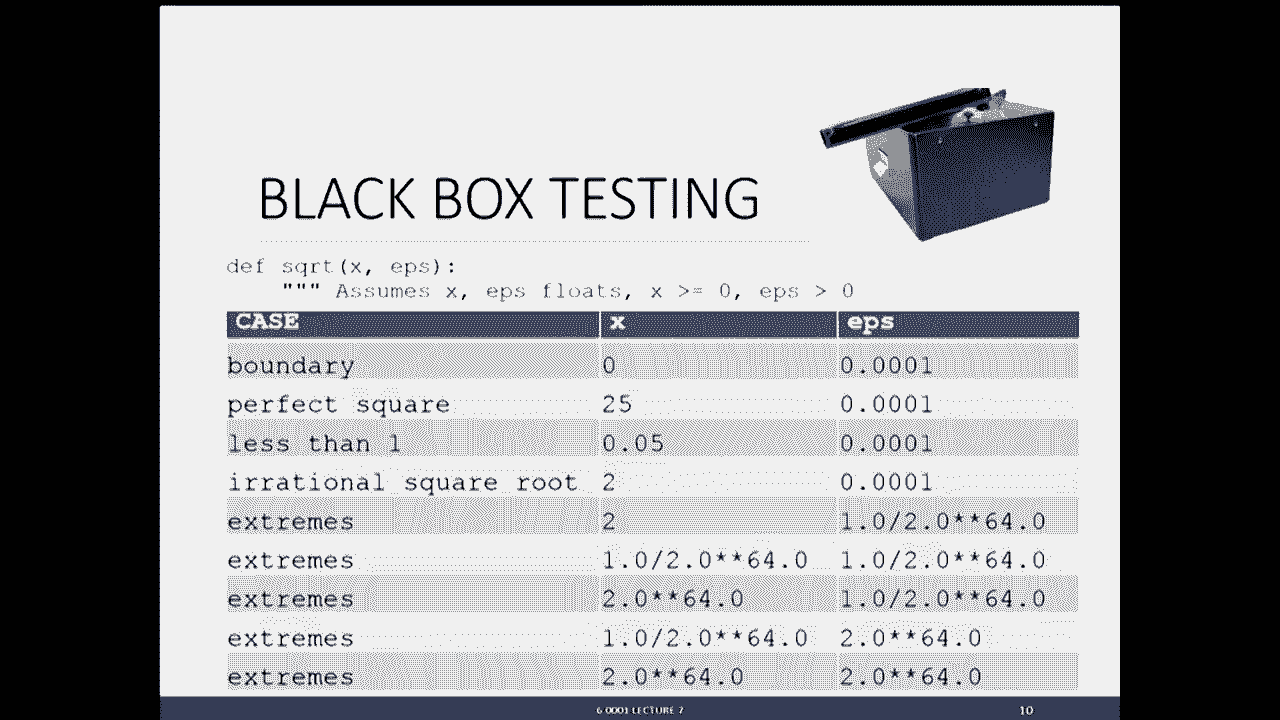 BLACK BOX TESTING
def sqrt(x, eps):
""" Assumes x, eps floats, x >= 0, eps > 0
CASE x eps
boundary 0 0.0001
perfect square 25 0.0001
less than 1 0.05 0.0001
irrational square root 2 0.0001
extremes 2 1.0/2.0**64.0
extremes 1.0/2.0**64.0 1.0/2.0**64.0
extremes 2.0**64.0 1.0/2.0**64.0
extremes 1.0/2.0**64.0 2.0**64.0
extremes 2.0**64.0 2.0**64.0
6.0001 LECTURE 7 10